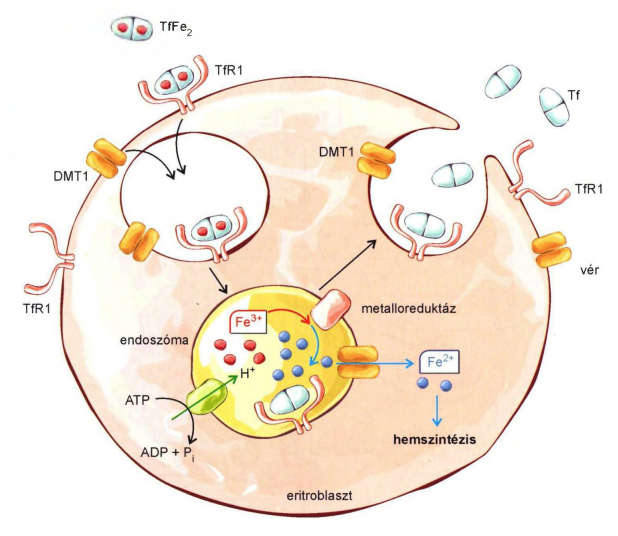 TfFe2
TfR1
Tf
DMT1
DMT1
TfR1
TfR1
vér
metalloreduktáz
endoszóma
Fe3+
Fe2+
H+
ATP
ADP + Pi
hemszintézis
eritroblaszt